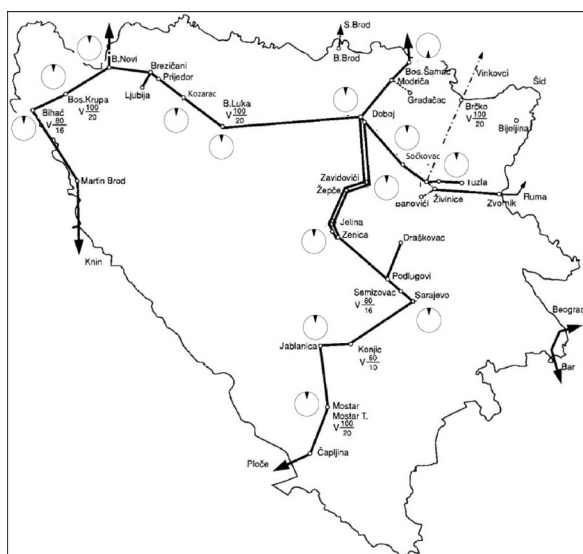 S.Brod
B.Novi
Brezičani
B.Brod
Bos.Šamac
Vinkovci
Šid
Prijedor
Modriča
Bos.Krupa
V 100/20
Ljubija
Kozarac
Gradačac
Brčko
V 100/20
Bihać
V 80/16
B.Luka
V 100/20
Doboj
Bijeljina
Sočkovac
Martin Brod
Zavidovići
Žepče
Tuzla
Banovići
Živinice
Zvornik
Ruma
Jelina
Zenica
Draškovac
Knin
Podlugovi
Semizovac
V 80/16
Sarajevo
Beograd
Jablanica
Konjic
V 60/10
Bar
Mostar
Mostar T.
V 100/20
Čapljina
Ploče